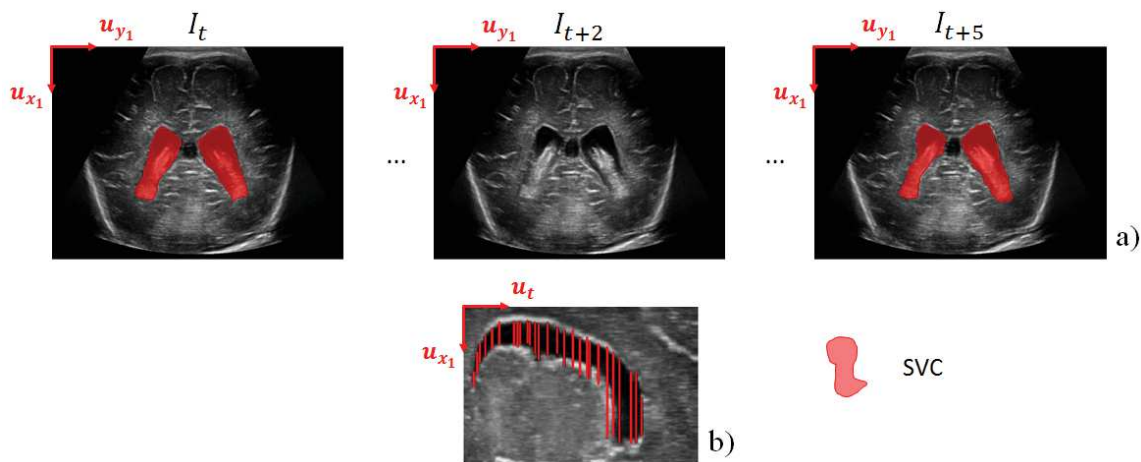 u_{y_1} I_t u_{y_1} I_{t+2} u_{y_1} I_{t+5}
u_{x_1} u_{x_1} u_{x_1}
... ...
a)
u_t
u_{x_1}
SVC
b)